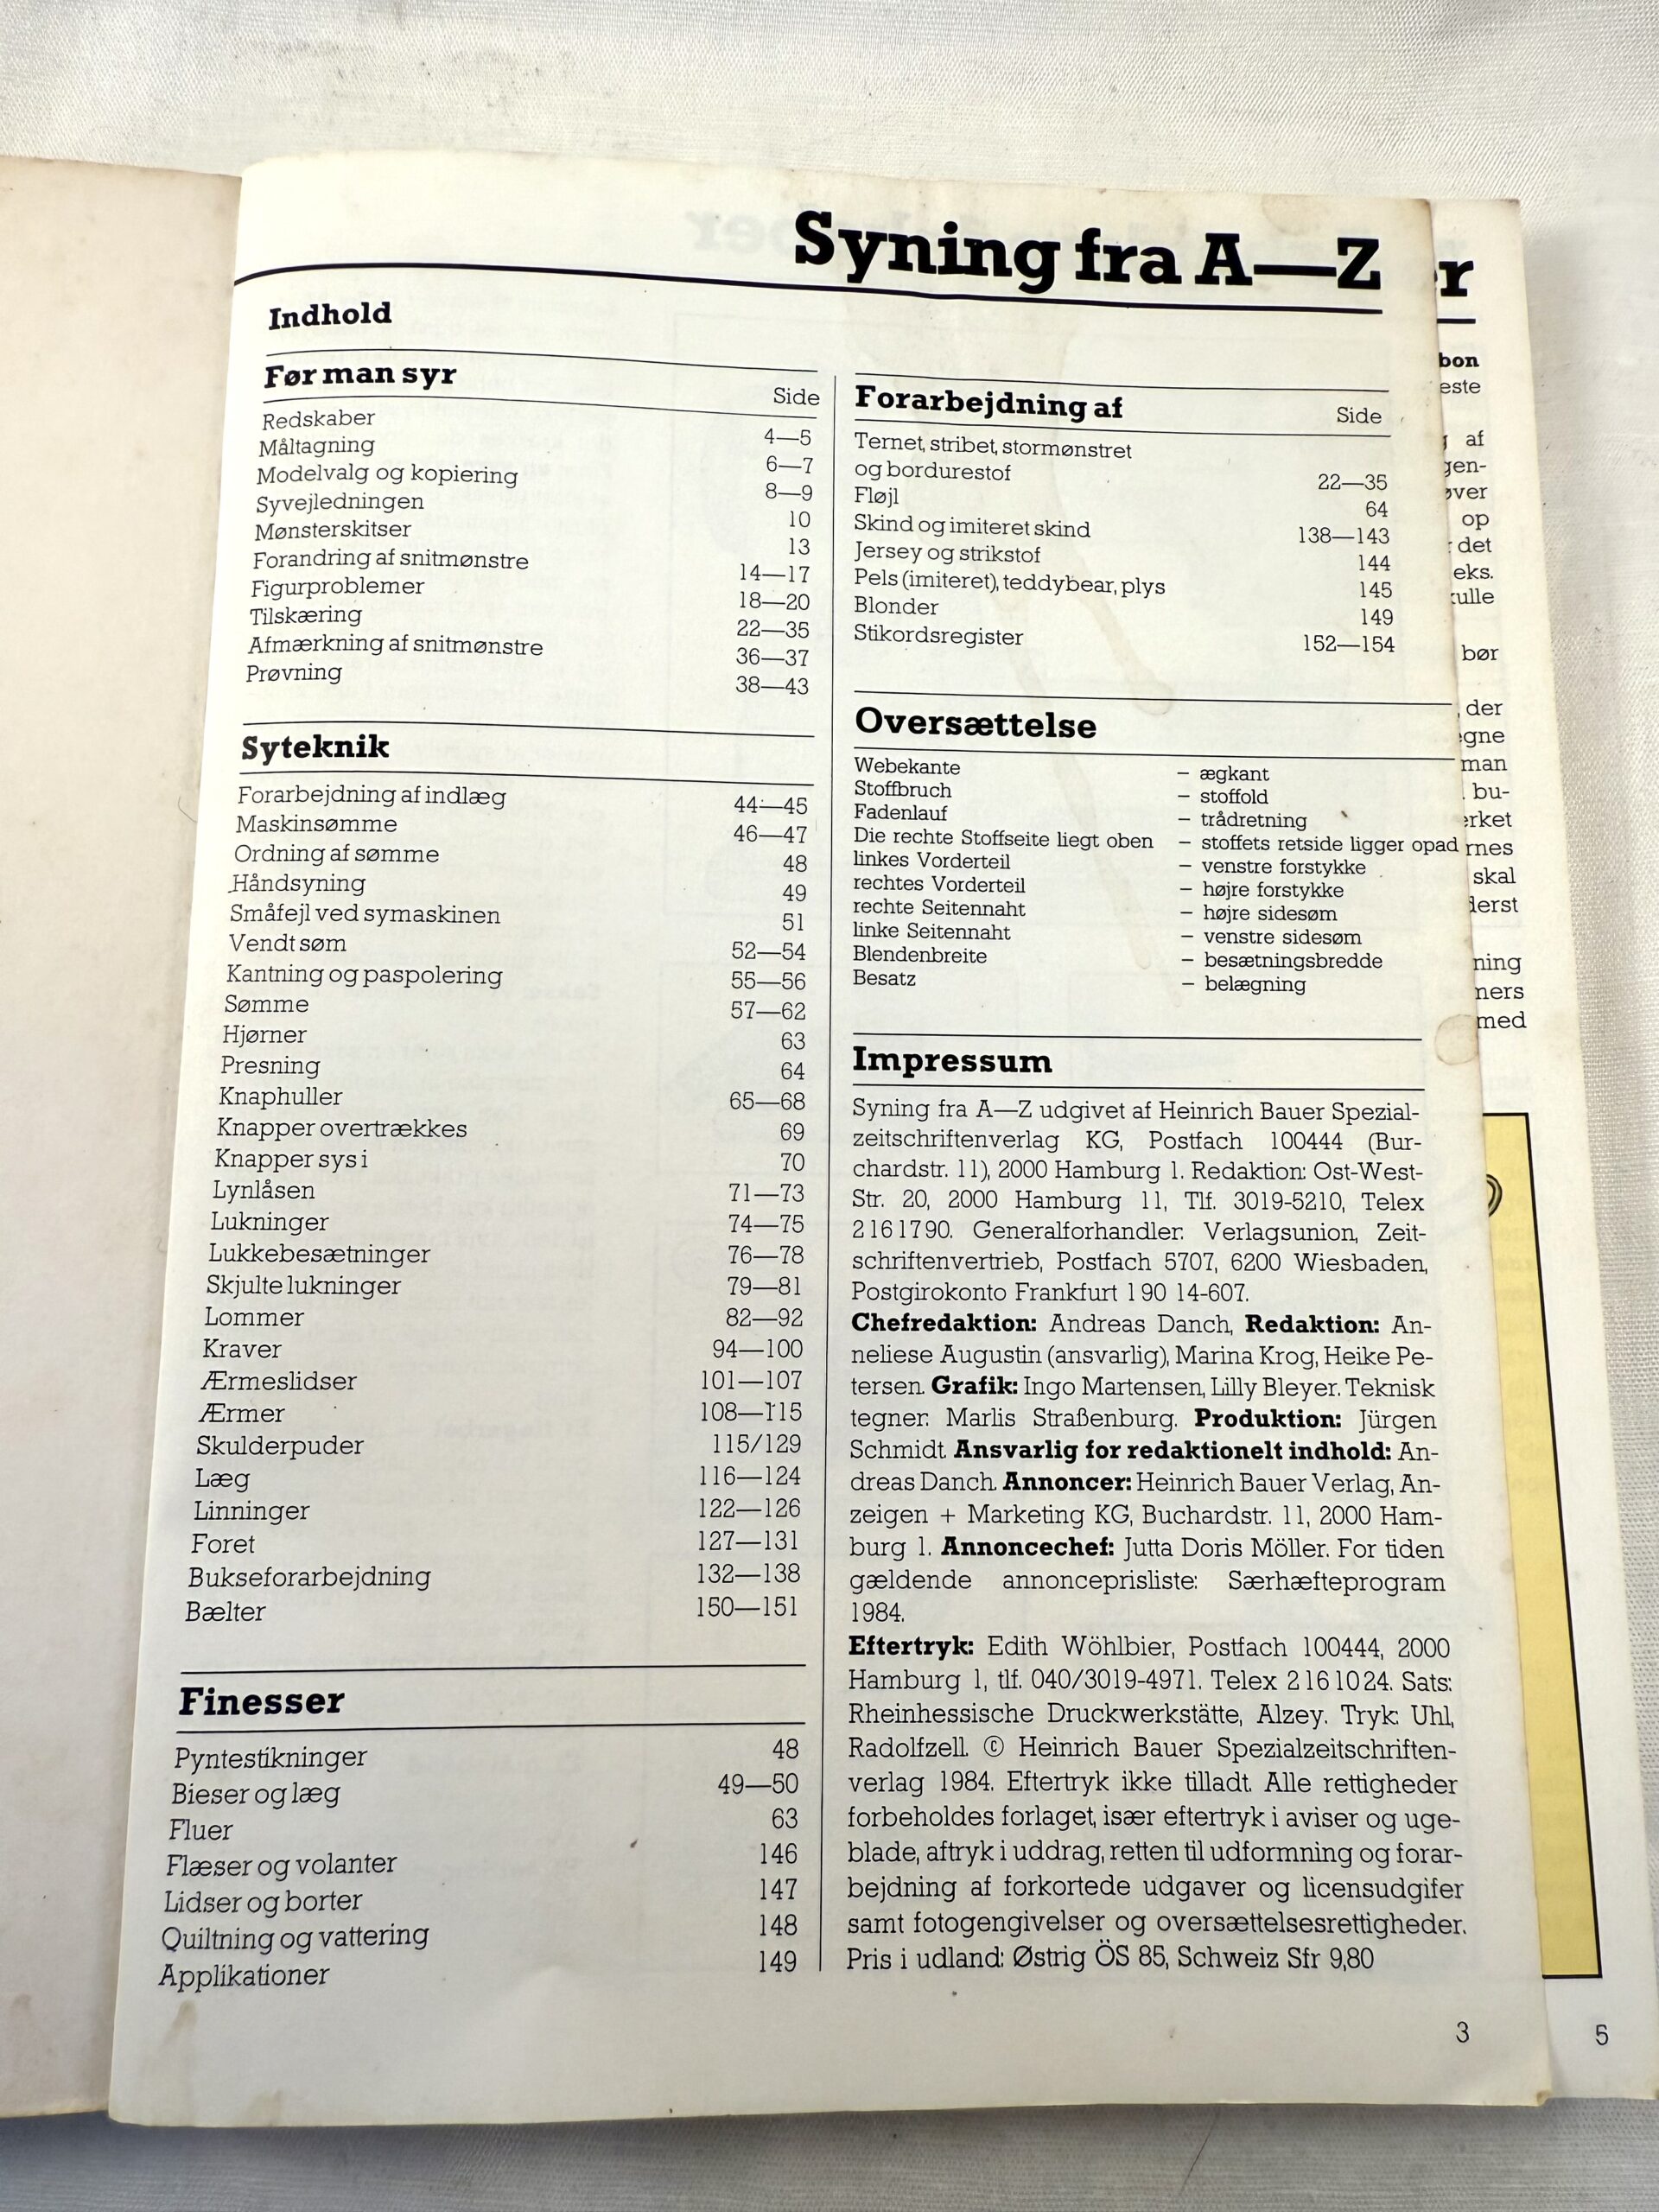 Syning fra A—Z
Indhold
Før man syr
Side
Redskaber 4—5
Måltagning 6—7
Modelvalg og kopiering 8—9
Syvejledningen 10
Mønsterskitser 13
Forandring af snitmønstre 14—17
Figurproblemer 18—20
Tilskæring 22—35
Afmærkning af snitmønstre 36—37
Prøvning 38—43
Syteknik
Forarbejdning af indlæg 44—45
Maskinsømme 46—47
Ordning af sømme 48
Håndsyning 49
Småfejl ved symaskinen 51
Vendt søm 52—54
Kantning og paspolering 55—56
Sømme 57—62
Hjørner 63
Presning 64
Knaphuller 65—68
Knapper overtrækkes 69
Knapper sys i 70
Lynlåsen 71—73
Lukninger 74—75
Lukkebesætninger 76—78
Skjulte lukninger 79—81
Lommer 82—92
Kraver 94—100
Ærmeslidser 101—107
Ærmer 108—115
Skulderpuder 115/129
Læg 116—124
Linninger 122—126
Foret 127—131
Bukseforarbejdning 132—138
Bælter 150—151
Finesser
Pyntestikninger 48
Bieser og læg 49—50
Fluer 63
Flæser og volanter 146
Lidser og borter 147
Quiltning og vattering 148
Applikationer 149
Forarbejdning af Side
Ternet, stribet, stormønstret
og bordurestof 22—35
Fløjl 64
Skind og imiteret skind 138—143
Jersey og strikstof 144
Pels (imiteret), teddybear, plys 145
Blonder 149
Stikordsregister 152—154
Oversættelse
Webekante – ægkant
Stoffbruch – stoffold
Fadenlauf – trådretning
Die rechte Stoffseite liegt oben – stoffets retside ligger opad
linkes Vorderteil – venstre forstykke
rechtes Vorderteil – højre forstykke
rechte Seitennaht – højre sidesøm
linke Seitennaht – venstre sidesøm
Blendenbreite – besætningsbredde
Besatz – belægning
Impressum
Syning fra A—Z udgivet af Heinrich Bauer Spezial-
zeitschriftenverlag KG, Postfach 100444 (Bur-
chardstr. 11), 2000 Hamburg 1. Redaktion: Ost-West-
Str. 20, 2000 Hamburg 11, Tlf. 3019-5210, Telex
2161790. Generalforhandler: Verlagsunion, Zeit-
schriftenvertrieb, Postfach 5707, 6200 Wiesbaden,
Postgirokonto Frankfurt 190 14-607.
Chefredaktion: Andreas Danch, Redaktion: An-
neliese Augustin (ansvarlig), Marina Krog, Heike Pe-
tersen. Grafik: Ingo Martensen, Lilly Bleyer. Teknisk
tegner: Marlis Straßenburg. Produktion: Jürgen
Schmidt. Ansvarlig for redaktionelt indhold: An-
dreas Danch. Annoncer: Heinrich Bauer Verlag, An-
zeigen + Marketing KG, Buchardstr. 11, 2000 Ham-
burg 1. Annoncechef: Jutta Doris Möller. For tiden
gældende annonceprisliste: Særhæfteprogram
1984.
Eftertryk: Edith Wöhlbier, Postfach 100444, 2000
Hamburg 1, tlf. 040/3019-4971. Telex 2161024. Sats:
Rheinhessische Druckwerkstätte, Alzey. Tryk: Uhl,
Radolfzell. © Heinrich Bauer Spezialzeitschriften-
verlag 1984. Eftertryk ikke tilladt. Alle rettigheder
forbeholdes forlaget, især eftertryk i aviser og uge-
blade, aftryk i uddrag, retten til udformning og forar-
bejdning af forkortede udgaver og licensudgifer
samt fotogengivelser og oversættelsesrettigheder.
Pris i udland: Østrig ÖS 85, Schweiz Sfr 9,80
3
r
bon
este
af
gen-
over
op
det
eks.
bør
der
egne
man
bu-
skal
5